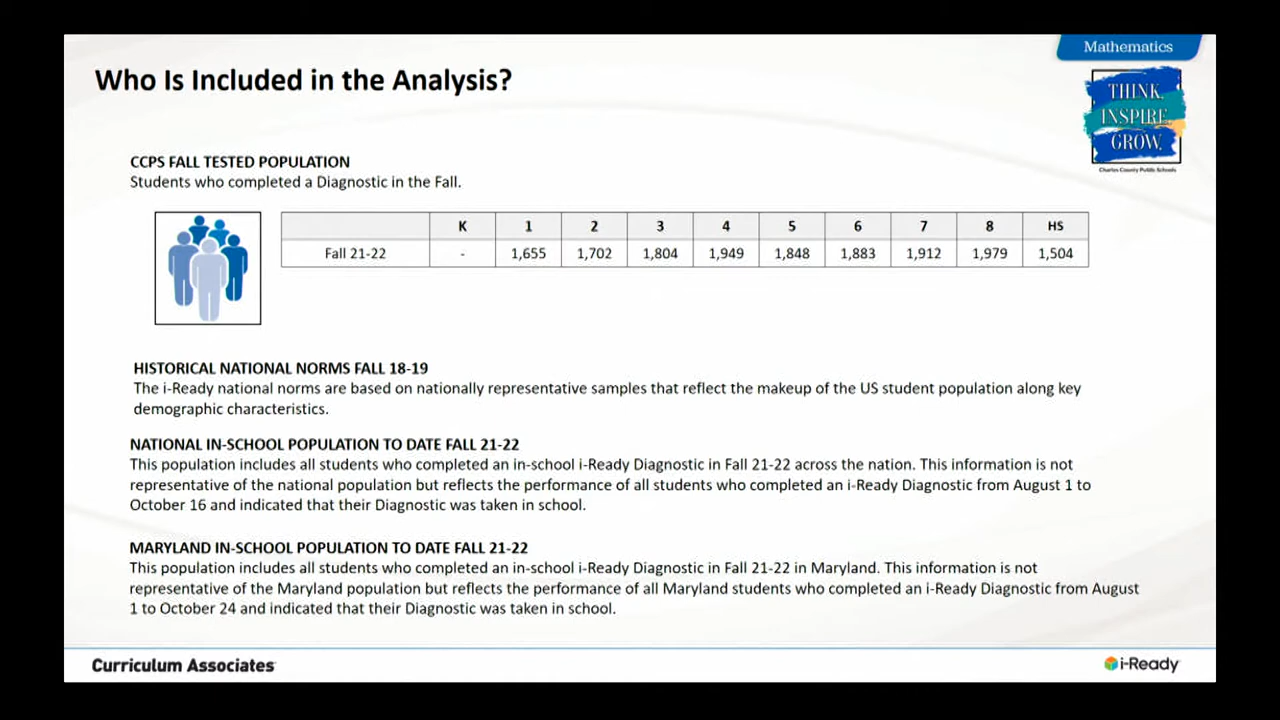 Mathematics
Who Is Included in the Analysis?
THINK.
INSPIRE.
GROW.
Charles County Public Schools
CCPS FALL TESTED POPULATION
Students who completed a Diagnostic in the Fall.
K 1 2 3 4 5 6 7 8 HS
Fall 21-22 - 1,655 1,702 1,804 1,949 1,848 1,883 1,912 1,979 1,504
HISTORICAL NATIONAL NORMS FALL 18-19
The i-Ready national norms are based on nationally representative samples that reflect the makeup of the US student population along key
demographic characteristics.
NATIONAL IN-SCHOOL POPULATION TO DATE FALL 21-22
This population includes all students who completed an in-school i-Ready Diagnostic in Fall 21-22 across the nation. This information is not
representative of the national population but reflects the performance of all students who completed an i-Ready Diagnostic from August 1 to
October 16 and indicated that their Diagnostic was taken in school.
MARYLAND IN-SCHOOL POPULATION TO DATE FALL 21-22
This population includes all students who completed an in-school i-Ready Diagnostic in Fall 21-22 in Maryland. This information is not
representative of the Maryland population but reflects the performance of all Maryland students who completed an i-Ready Diagnostic from August
1 to October 24 and indicated that their Diagnostic was taken in school.
Curriculum Associates
i-Ready